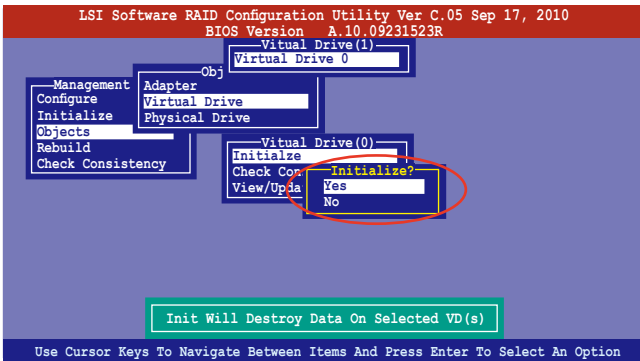 LSI Software RAID Configuration Utility Ver C.05 Sep 17, 2010
BIOS Version A.10.09231523R
Vitual Drive(1)
Virtual Drive 0
Obj
Adapter
Virtual Drive
Physical Drive
Management
Configure
Initialize
Objects
Rebuild
Check Consistency
Vitual Drive(0)
Initialze
Check Con
View/Upda
Initialize?
Yes
No
Init Will Destroy Data On Selected VD(s)
Use Cursor Keys To Navigate Between Items And Press Enter To Select An Option